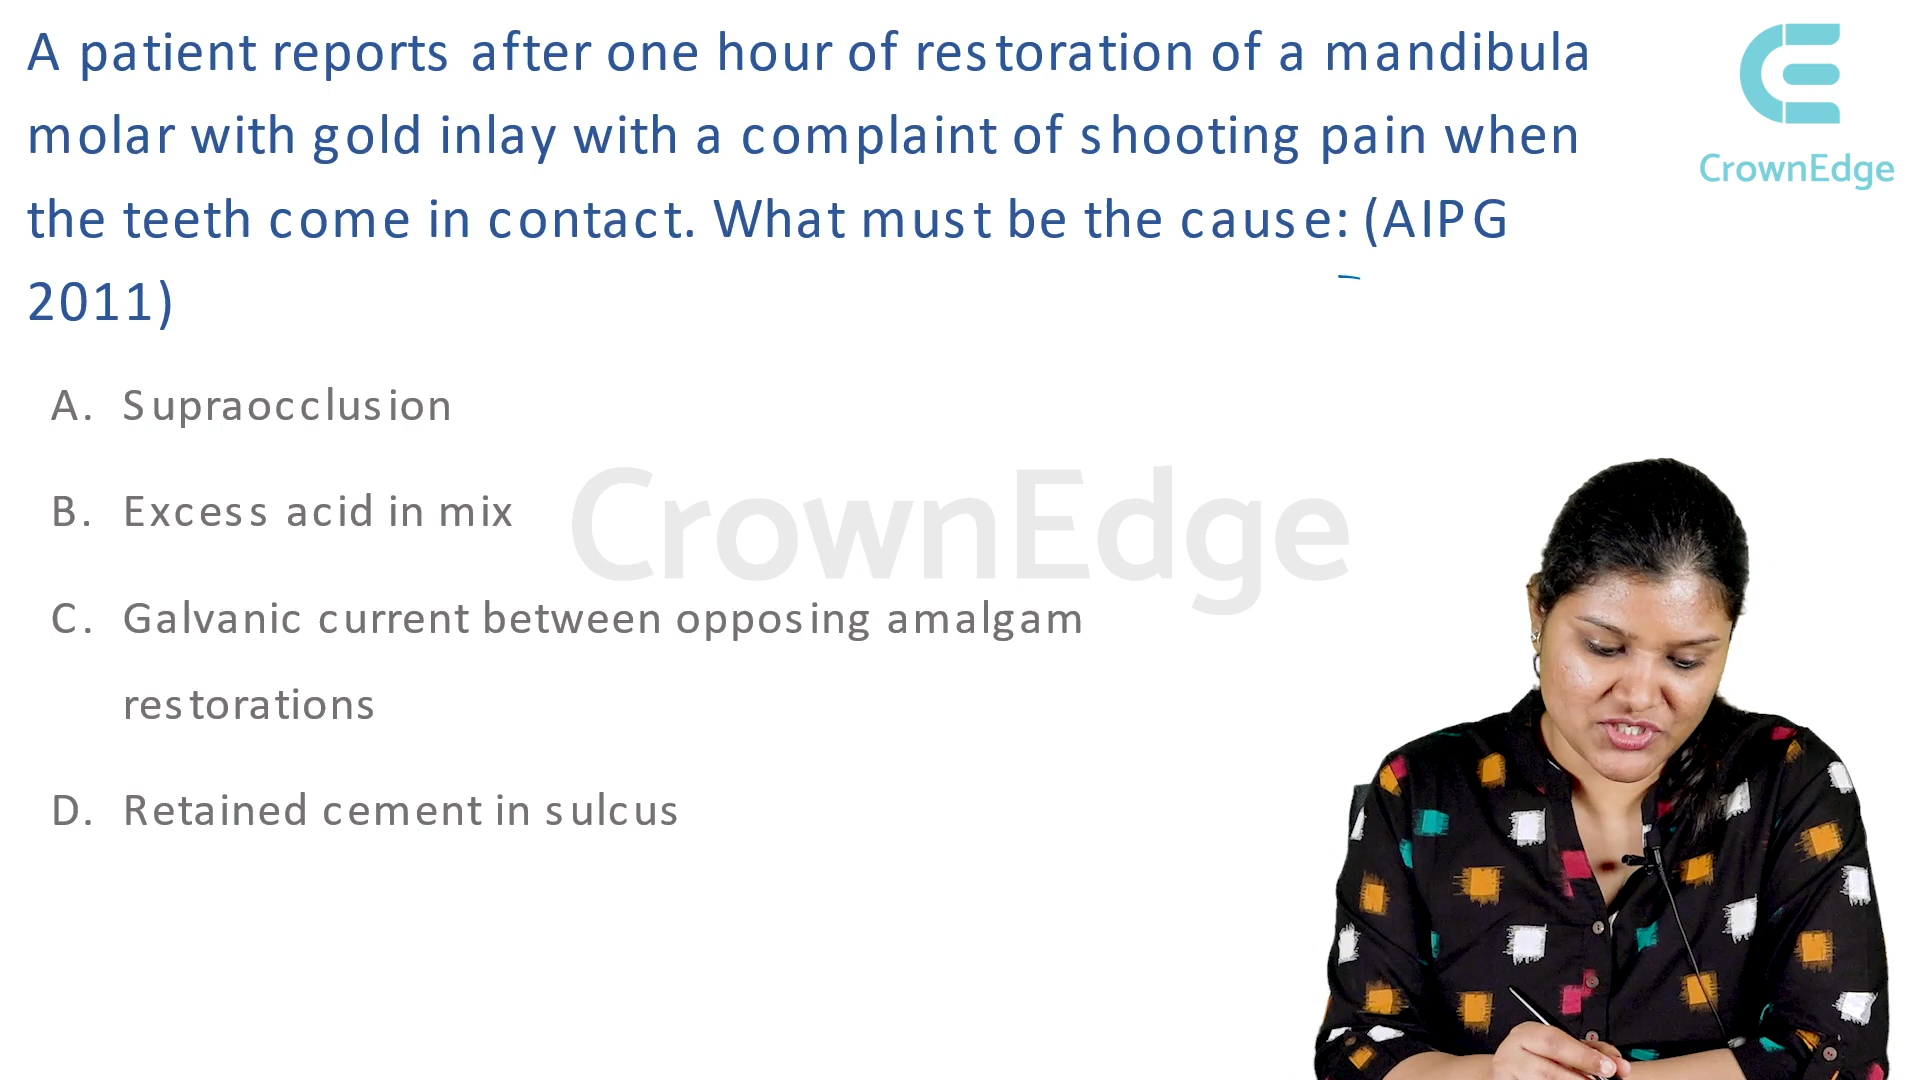 A patient reports after one hour of restoration of a mandibula
molar with gold inlay with a complaint of shooting pain when
the teeth come in contact. What must be the cause: (AIPG
2011)
CrownEdge
A. Supraocclusion
B. Excess acid in mix
CrownEdge
C. Galvanic current between opposing amalgam
restorations
D. Retained cement in sulcus